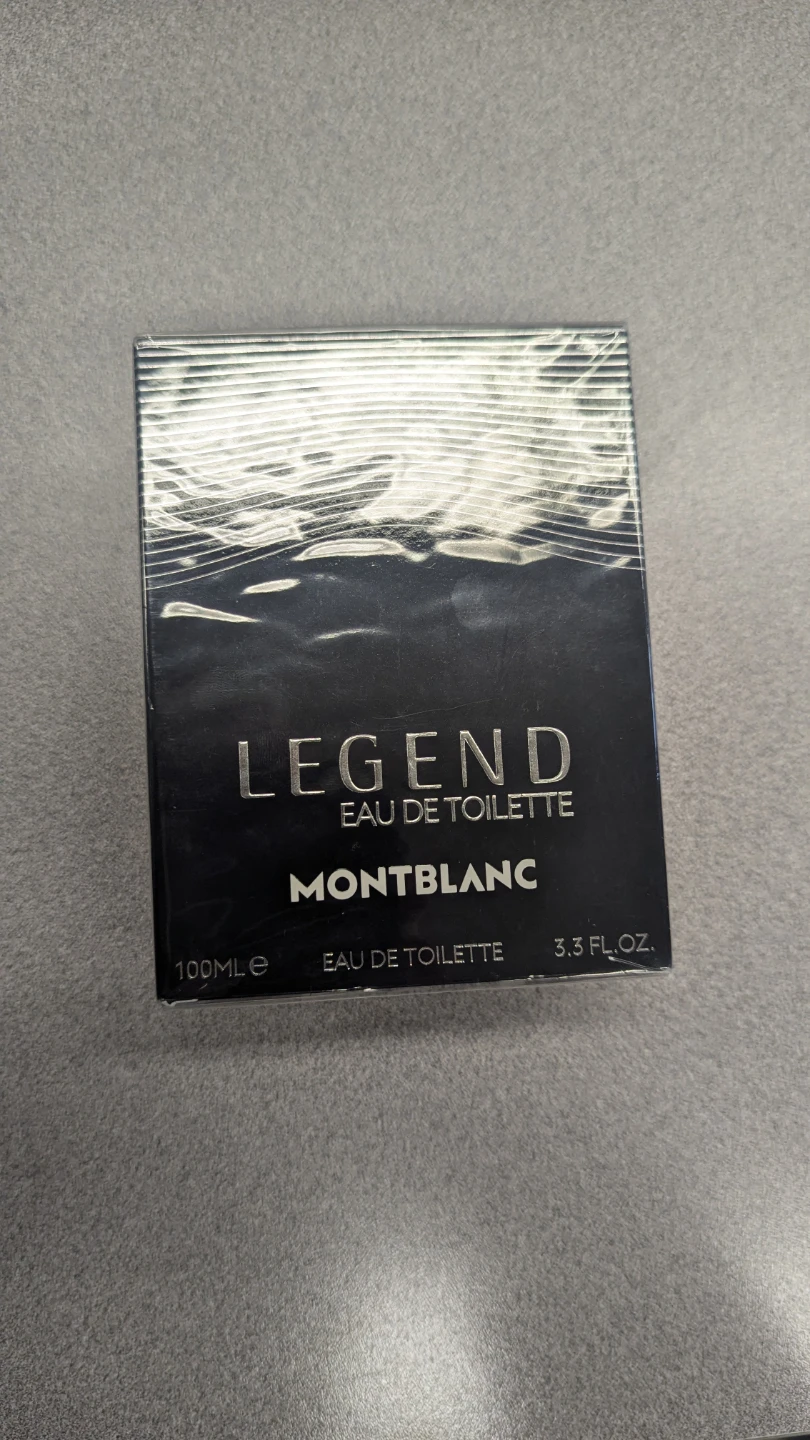 LEGEND
EAU DE TOILETTE
MONTBLANC
100ML e EAU DE TOILETTE 3.3 FL.OZ.